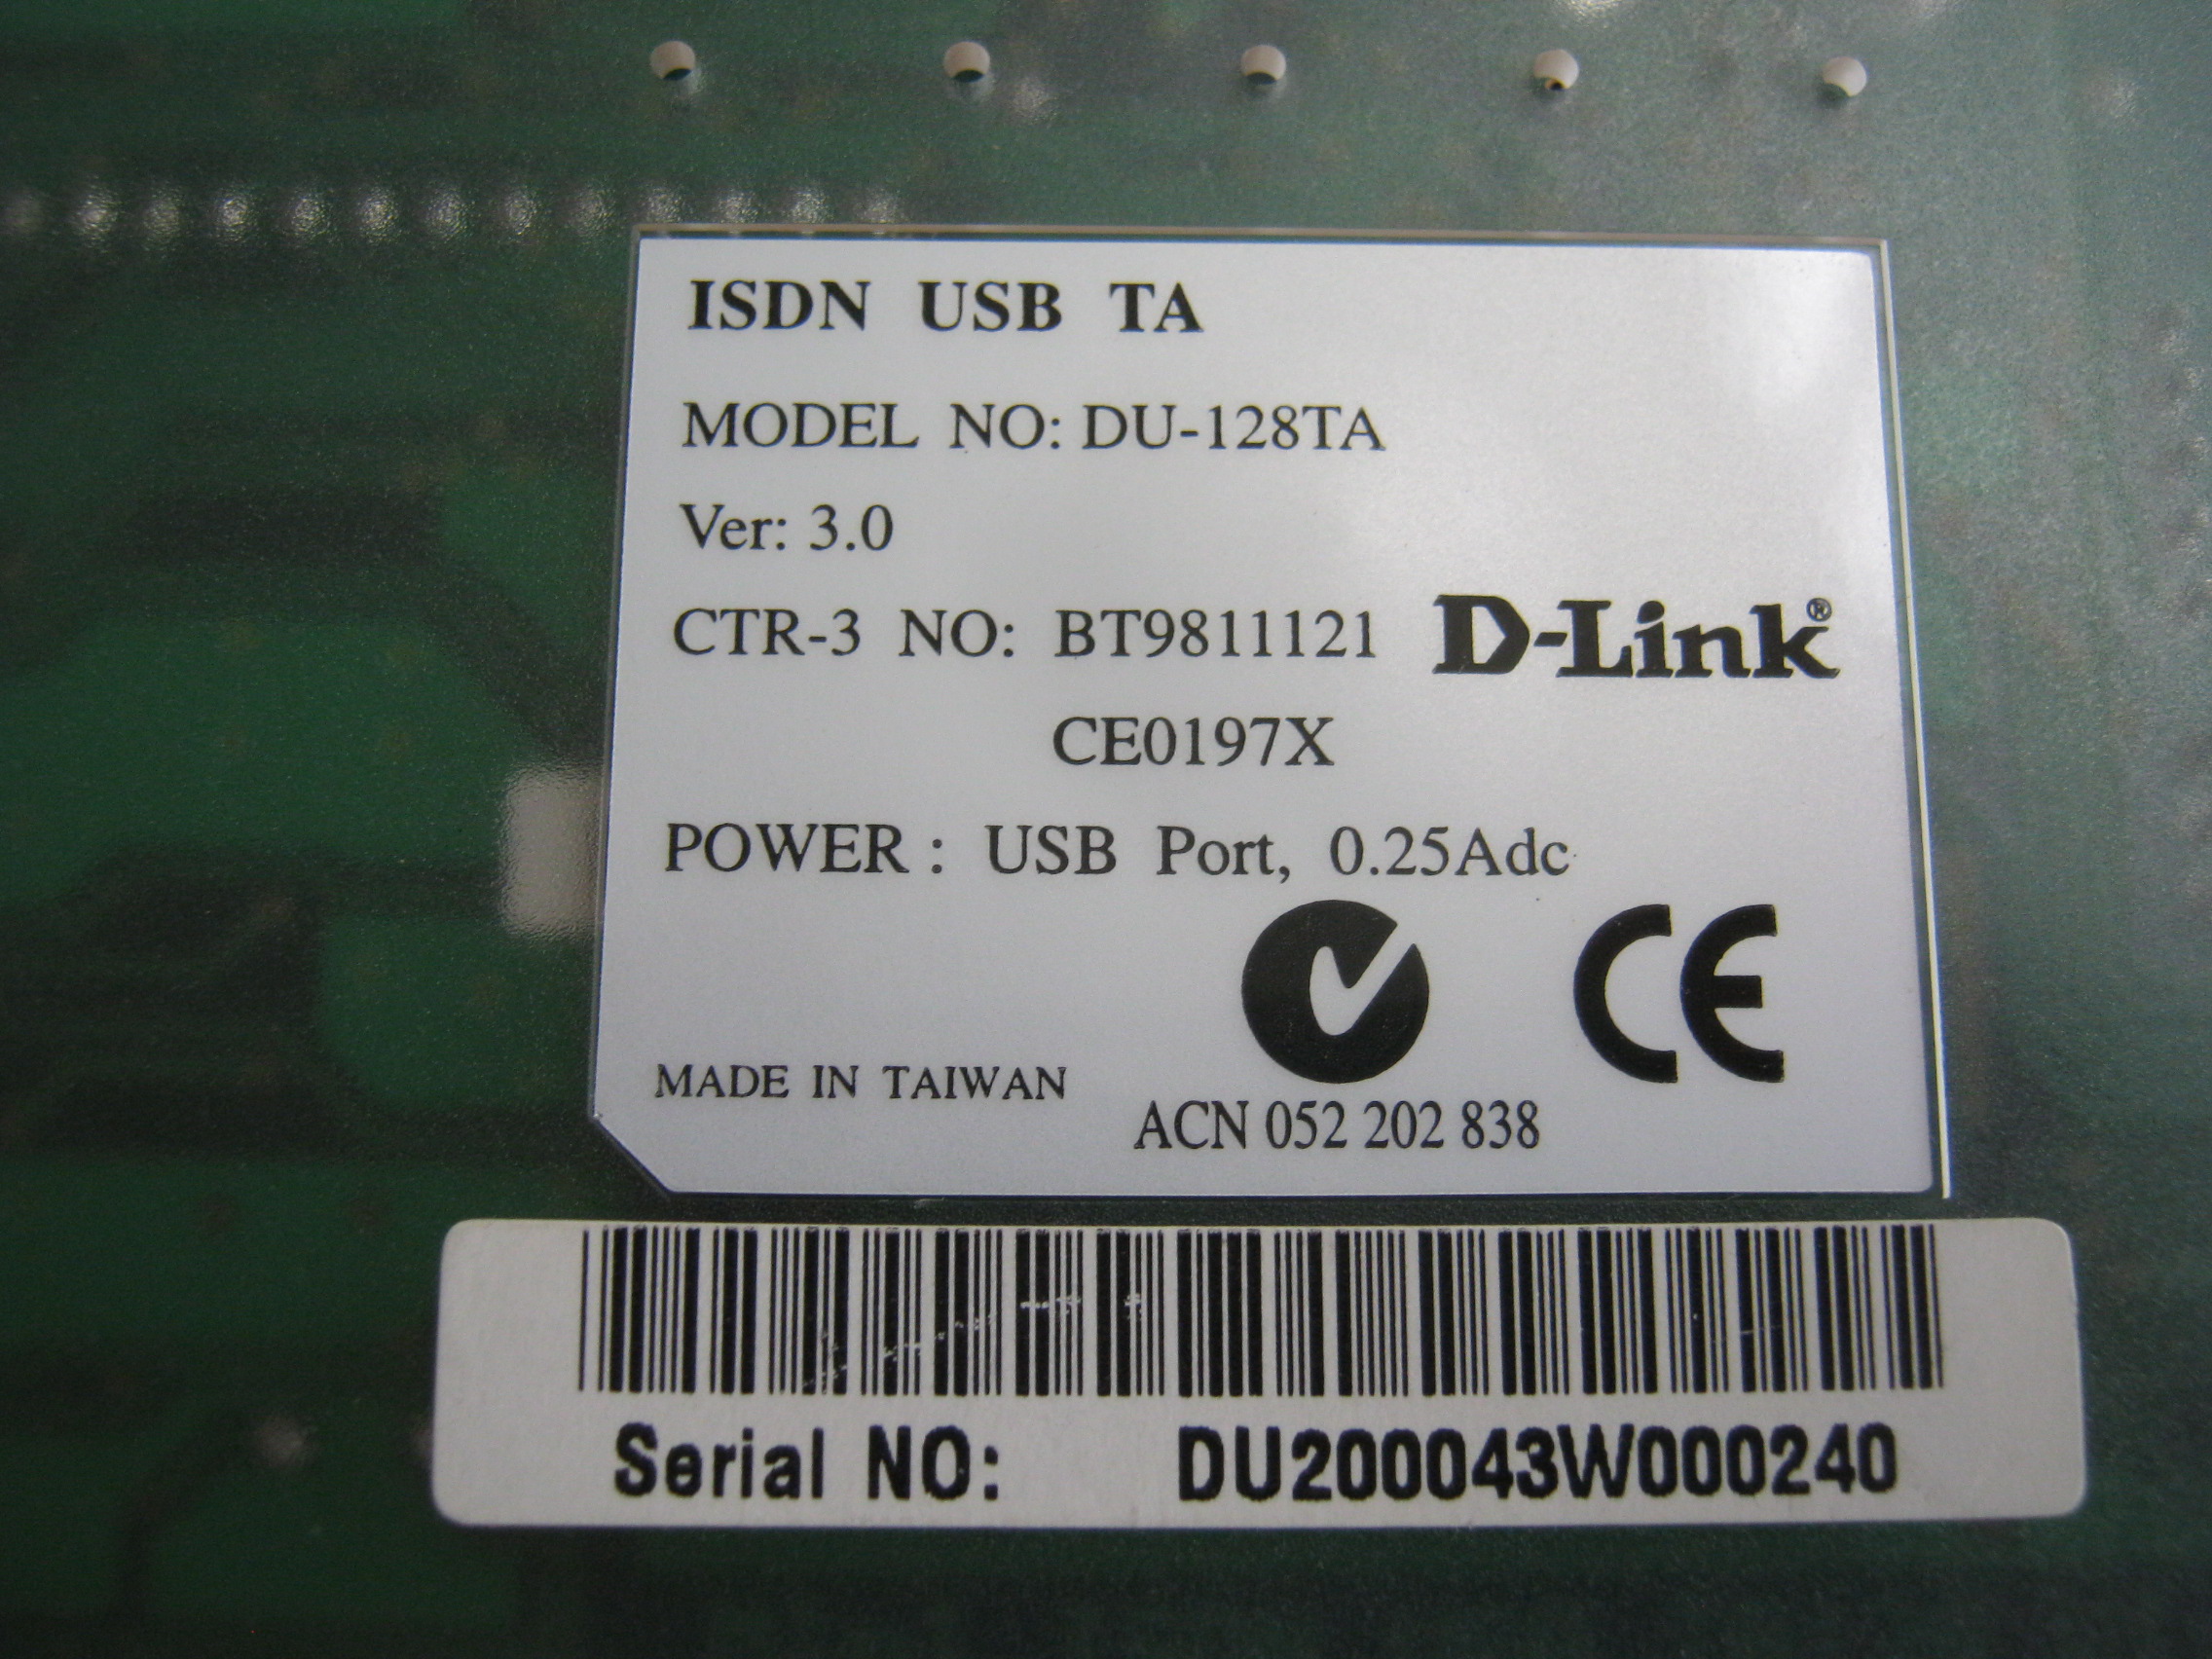 ISDN USB TA
MODEL NO: DU-128TA
Ver: 3.0
CTR-3 NO: BT9811121
D-Link®
CE0197X
POWER : USB Port, 0.25Adc
CE
MADE IN TAIWAN
ACN 052 202 838
Serial NO: DU200043W000240